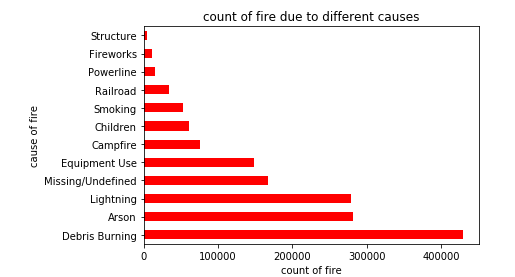 count of fire due to different causes
cause of fire
Structure
Fireworks
Powerline
Railroad
Smoking
Children
Campfire
Equipment Use
Missing/Undefined
Lightning
Arson
Debris Burning
0 100000 200000 300000 400000
count of fire